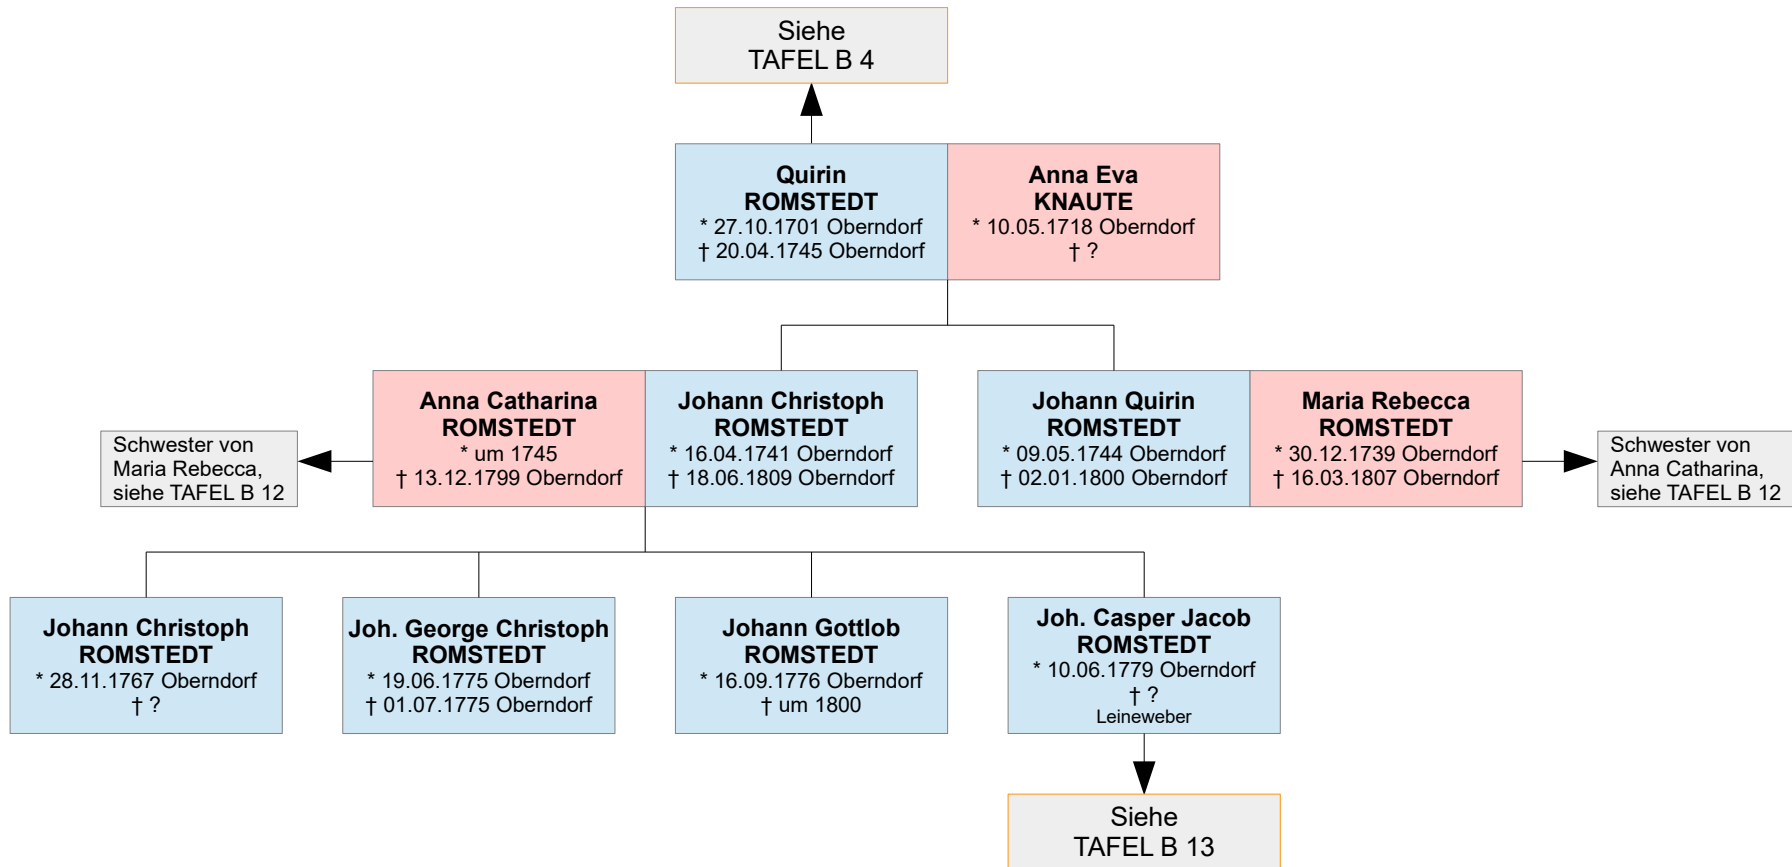 Siehe
TAFEL B 4
Quirin
ROMSTEDT
* 27.10.1701 Oberndorf
† 20.04.1745 Oberndorf
Anna Eva
KNAUTE
* 10.05.1718 Oberndorf
† ?
Schwester von
Maria Rebecca,
siehe TAFEL B 12
Anna Catharina
ROMSTEDT
* um 1745
† 13.12.1799 Oberndorf
Johann Christoph
ROMSTEDT
* 16.04.1741 Oberndorf
† 18.06.1809 Oberndorf
Johann Quirin
ROMSTEDT
* 09.05.1744 Oberndorf
† 02.01.1800 Oberndorf
Maria Rebecca
ROMSTEDT
* 30.12.1739 Oberndorf
† 16.03.1807 Oberndorf
Schwester von
Anna Catharina,
siehe TAFEL B 12
Johann Christoph
ROMSTEDT
* 28.11.1767 Oberndorf
† ?
Joh. George Christoph
ROMSTEDT
* 19.06.1775 Oberndorf
† 01.07.1775 Oberndorf
Johann Gottlob
ROMSTEDT
* 16.09.1776 Oberndorf
† um 1800
Joh. Casper Jacob
ROMSTEDT
* 10.06.1779 Oberndorf
† ?
Leineweber
Siehe
TAFEL B 13